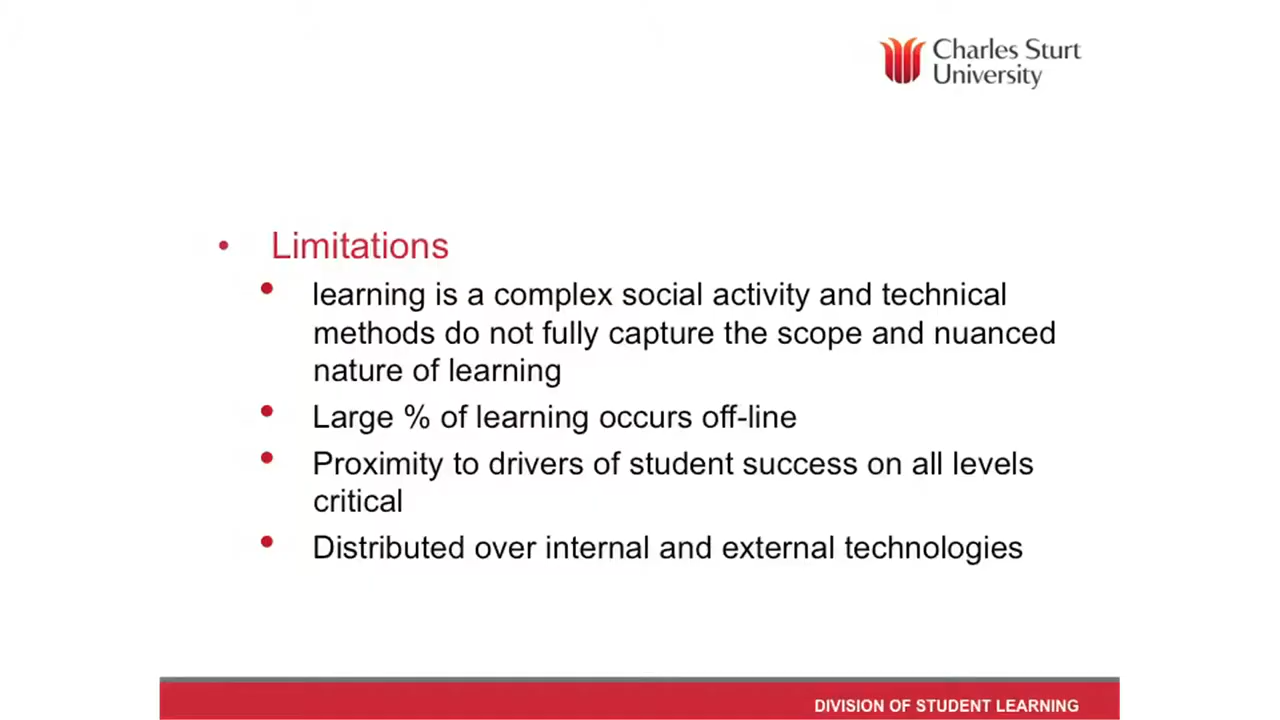 Charles Sturt
University
• Limitations
• learning is a complex social activity and technical
methods do not fully capture the scope and nuanced
nature of learning
• Large % of learning occurs off-line
• Proximity to drivers of student success on all levels
critical
• Distributed over internal and external technologies
DIVISION OF STUDENT LEARNING